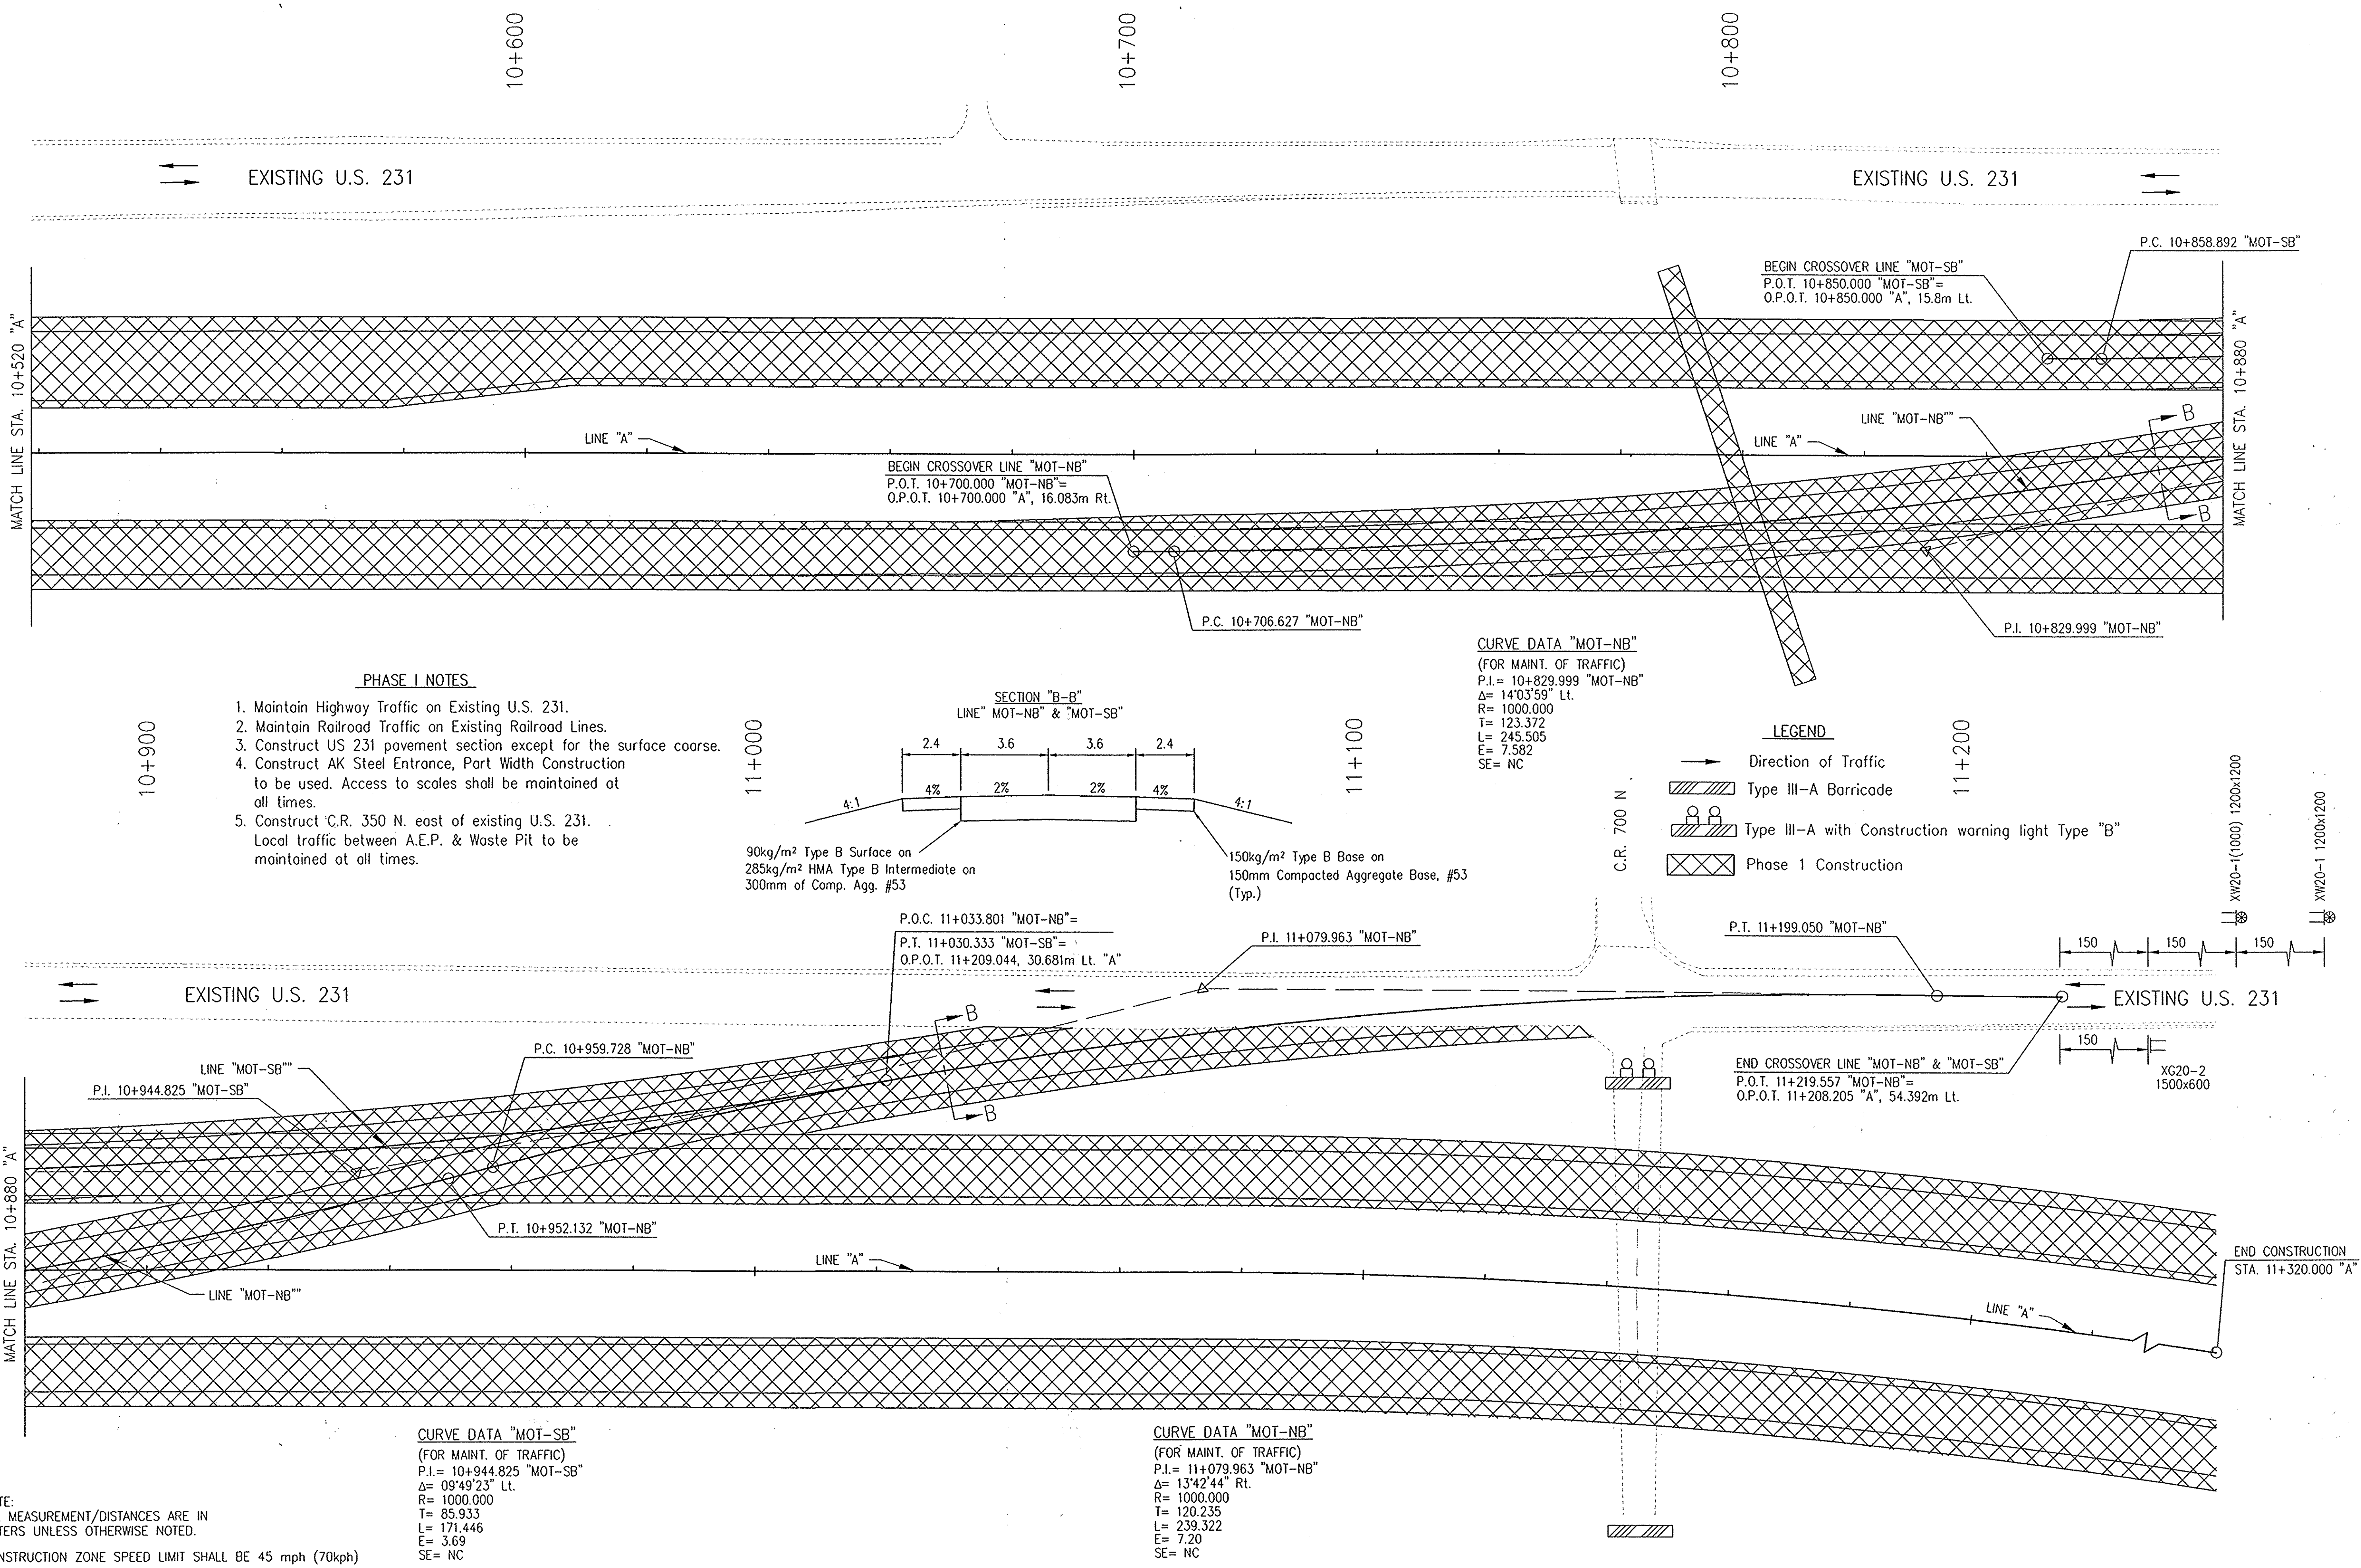 10+600
10+700
10+800
EXISTING U.S. 231
EXISTING U.S. 231
P.C. 10+858.892 "MOT-SB"
BEGIN CROSSOVER LINE "MOT-SB"
P.O.T. 10+850.000 "MOT-SB"=
O.P.O.T. 10+850.000 "A", 15.8m Lt.
MATCH LINE STA. 10+520 "A"
MATCH LINE STA. 10+880 "A"
LINE "MOT-NB""
B
LINE "A"
LINE "A"
BEGIN CROSSOVER LINE "MOT-NB"
P.O.T. 10+700.000 "MOT-NB"=
O.P.O.T. 10+700.000 "A", 16.083m Rt.
B
P.C. 10+706.627 "MOT-NB"
P.I. 10+829.999 "MOT-NB"
CURVE DATA "MOT-NB"
(FOR MAINT. OF TRAFFIC)
P.I.= 10+829.999 "MOT-NB"
Δ= 14°03'59" Lt.
R= 1000.000
T= 123.372
L= 245.505
E= 7.582
SE= NC
PHASE I NOTES
1. Maintain Highway Traffic on Existing U.S. 231.
2. Maintain Railroad Traffic on Existing Railroad Lines.
3. Construct US 231 pavement section except for the surface coarse.
4. Construct AK Steel Entrance, Part Width Construction
to be used. Access to scales shall be maintained at
all times.
5. Construct C.R. 350 N. east of existing U.S. 231.
Local traffic between A.E.P. & Waste Pit to be
maintained at all times.
SECTION "B-B"
LINE" MOT-NB" & "MOT-SB"
2.4 3.6 3.6 2.4
4:1 4% 2% 2% 4% 4:1
90kg/m² Type B Surface on
285kg/m² HMA Type B Intermediate on
300mm of Comp. Agg. #53
150kg/m² Type B Base on
150mm Compacted Aggregate Base, #53
(Typ.)
LEGEND
Direction of Traffic
Type III-A Barricade
Type III-A with Construction warning light Type "B"
Phase 1 Construction
10+900
11+000
11+100
11+200
C.R. 700 N
XW20-1(1000) 1200x1200
XW20-1 1200x1200
P.O.C. 11+033.801 "MOT-NB"=
P.T. 11+030.333 "MOT-SB"=
O.P.O.T. 11+209.044, 30.681m Lt. "A"
P.I. 11+079.963 "MOT-NB"
P.T. 11+199.050 "MOT-NB"
150 150 150
EXISTING U.S. 231
EXISTING U.S. 231
B
P.C. 10+959.728 "MOT-NB"
LINE "MOT-SB""
P.I. 10+944.825 "MOT-SB"
150
XG20-2
1500x600
END CROSSOVER LINE "MOT-NB" & "MOT-SB"
P.O.T. 11+219.557 "MOT-NB"=
O.P.O.T. 11+208.205 "A", 54.392m Lt.
B
MATCH LINE STA. 10+880 "A"
P.T. 10+952.132 "MOT-NB"
LINE "A"
LINE "MOT-NB""
END CONSTRUCTION
STA. 11+320.000 "A"
LINE "A"
CURVE DATA "MOT-SB"
(FOR MAINT. OF TRAFFIC)
P.I.= 10+944.825 "MOT-SB"
Δ= 09°49'23" Lt.
R= 1000.000
T= 85.933
L= 171.446
E= 3.69
SE= NC
CURVE DATA "MOT-NB"
(FOR MAINT. OF TRAFFIC)
P.I.= 11+079.963 "MOT-NB"
Δ= 13°42'44" Rt.
R= 1000.000
T= 120.235
L= 239.322
E= 7.20
SE= NC
TE:
MEASUREMENT/DISTANCES ARE IN
TERS UNLESS OTHERWISE NOTED.
NSTRUCTION ZONE SPEED LIMIT SHALL BE 45 mph (70kph)